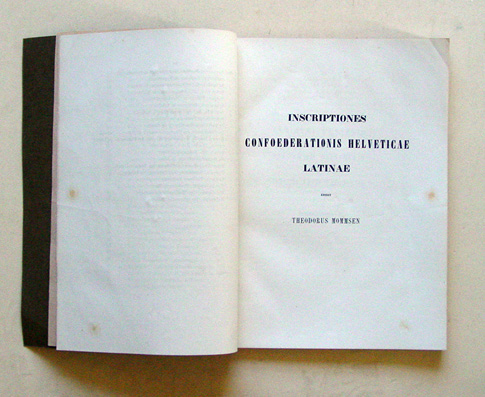 INSCRIPTIONES
CONFOEDERATIONIS HELVETICAE
LATINAE
THEODORUS MOMMSEN